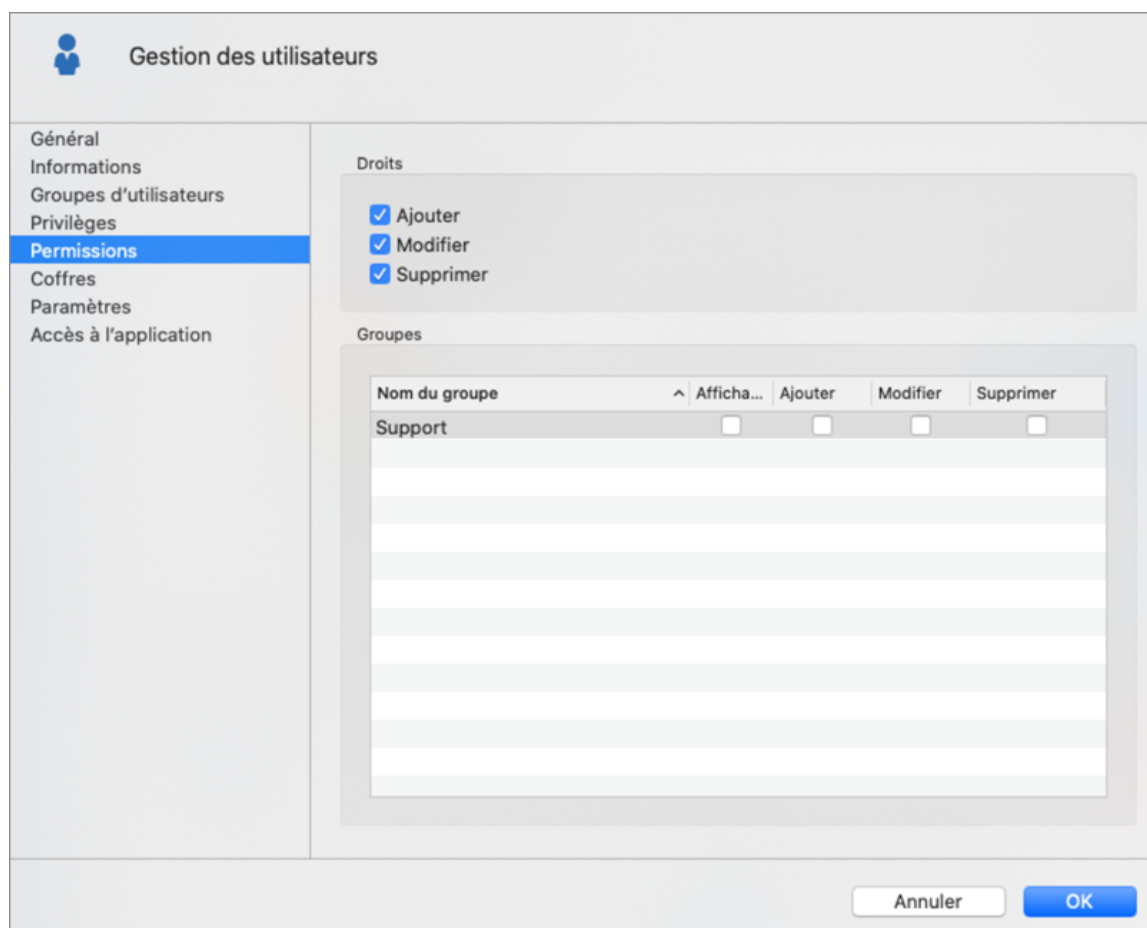 Gestion des utilisateurs
Général
Informations
Groupes d'utilisateurs
Privilèges
Permissions
Coffres
Paramètres
Accès à l'application
Droits
Ajouter
Modifier
Supprimer
Groupes
Nom du groupe Afficha... Ajouter Modifier Supprimer
Support
Annuler OK